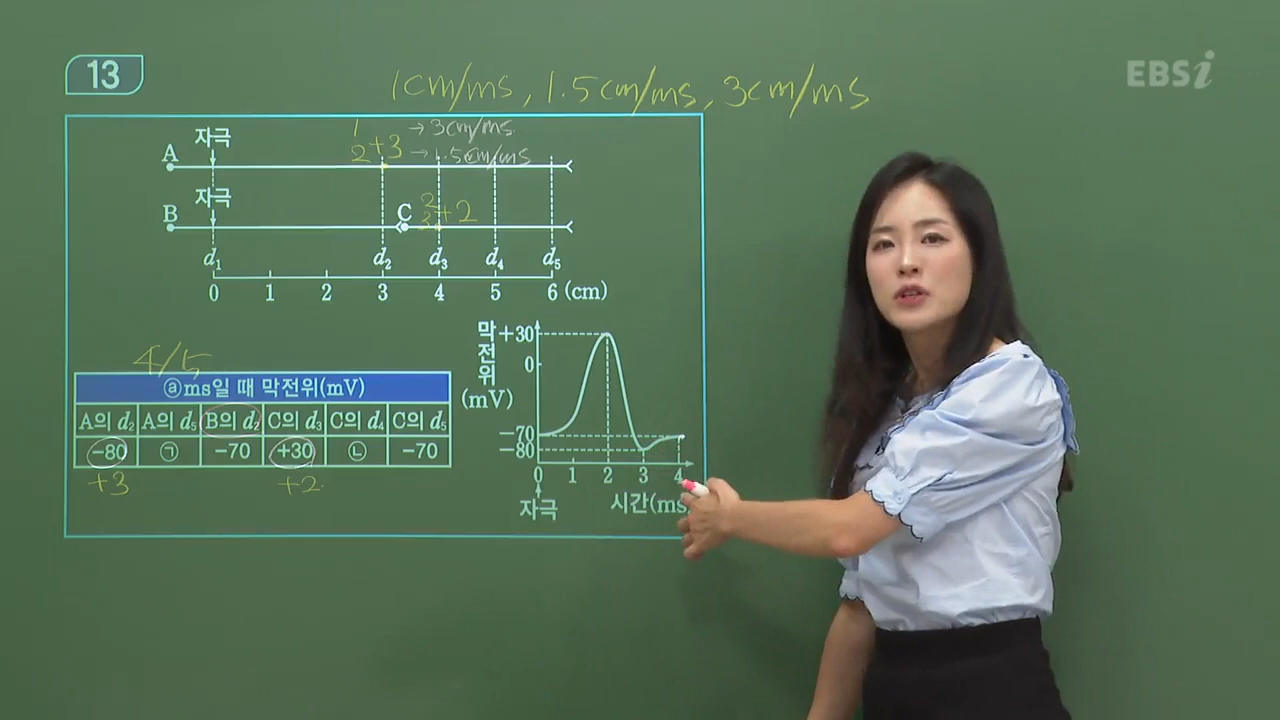 13
1cm/ms, 1.5cm/ms, 3cm/ms
EBSi
자극
1 → 3cm/ms
2 +3 → 1.5cm/ms
A
자극
B
C
2
3 +2
d₁ d₂ d₃ d₄ d₅
0 1 2 3 4 5 6 (cm)
4/5
ⓐms일 때 막전위(mV)
A의 d₂ A의 d₅ B의 d₂ C의 d₃ C의 d₄ C의 d₅
-80 ㉠ -70 +30 ㉡ -70
+3 +2
막전위(mV)
+30
0
-70
-80
0 1 2 3 4
자극
시간(ms